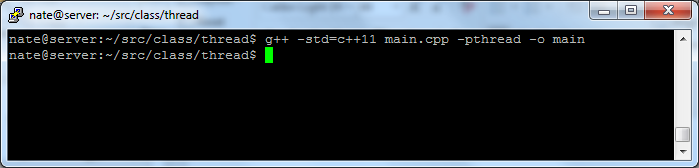 nate@server: ~/src/class/thread
nate@server:~/src/class/thread$ g++ -std=c++11 main.cpp -pthread -o main
nate@server:~/src/class/thread$